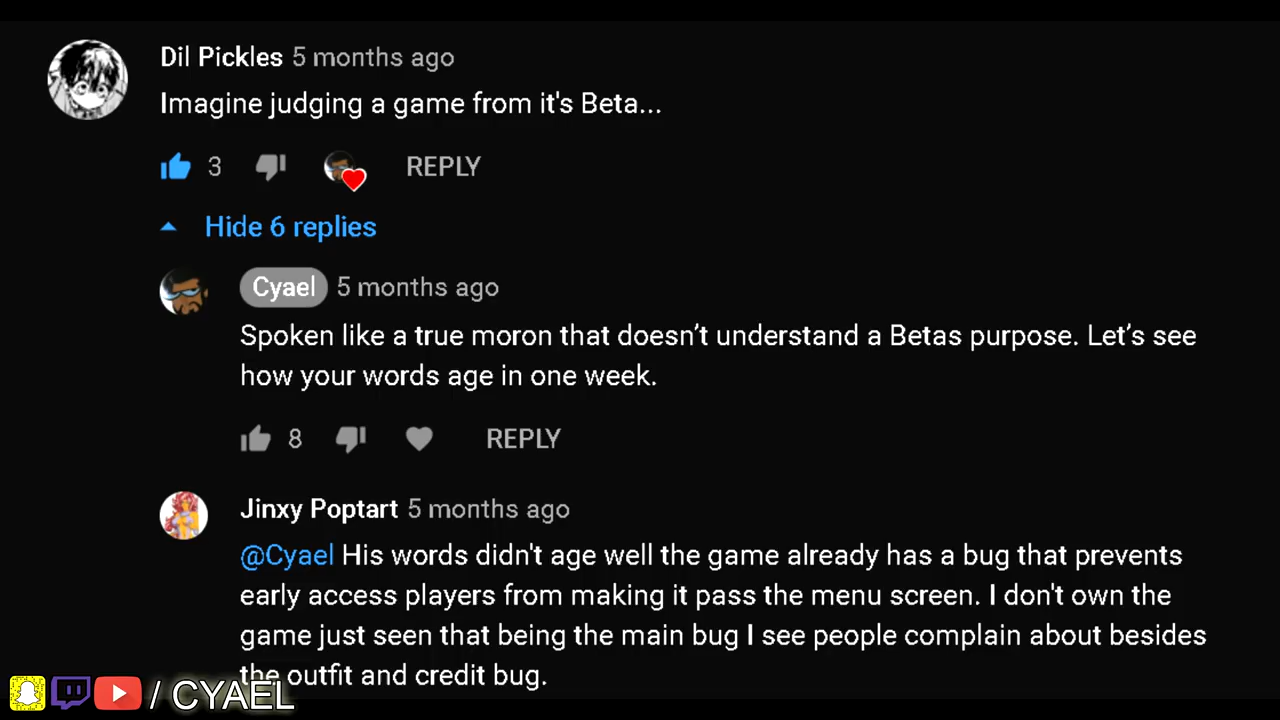 Dil Pickles 5 months ago
Imagine judging a game from it's Beta...
3 REPLY
Hide 6 replies
Cyael 5 months ago
Spoken like a true moron that doesn’t understand a Betas purpose. Let’s see
how your words age in one week.
8 REPLY
Jinxy Poptart 5 months ago
@Cyael His words didn't age well the game already has a bug that prevents
early access players from making it pass the menu screen. I don't own the
game just seen that being the main bug I see people complain about besides
the outfit and credit bug.
/ CYAEL